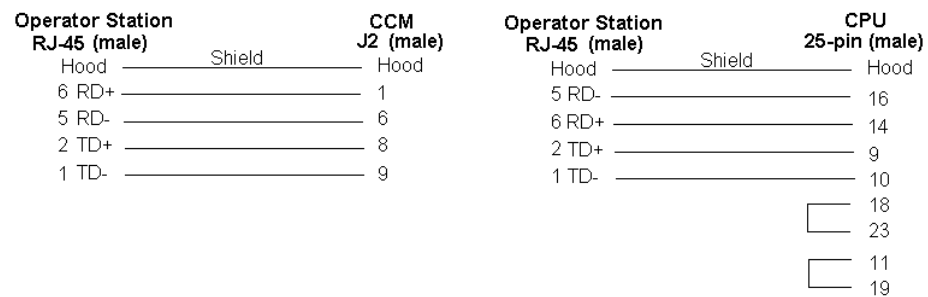 Operator Station CCM
RJ-45 (male) J2 (male)
Hood Shield Hood
6 RD+ 1
5 RD- 6
2 TD+ 8
1 TD- 9
Operator Station CPU
RJ-45 (male) 25-pin (male)
Hood Shield Hood
5 RD- 16
6 RD+ 14
2 TD+ 9
1 TD- 10
18
23
11
19